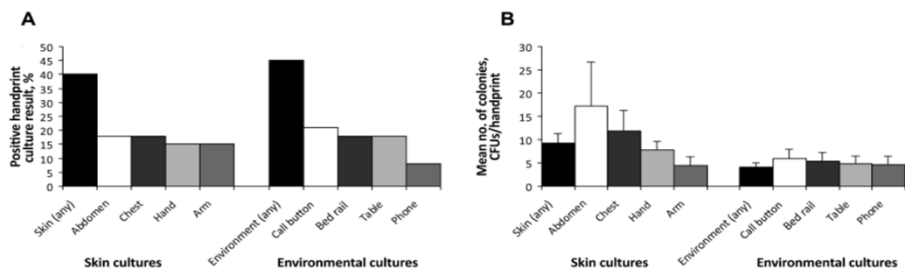 A
Positive handprint
culture result, %
50
45
40
35
30
25
20
15
10
5
0
Skin (any)
Abdomen
Chest
Hand
Arm
Environment (any)
Call button
Bed rail
Table
Phone
Skin cultures
Environmental cultures
B
Mean no. of colonies,
CFUs/handprint
30
25
20
15
10
5
0
Skin (any)
Abdomen
Chest
Hand
Arm
Environment (any)
Call button
Bed rail
Table
Phone
Skin cultures
Environmental cultures